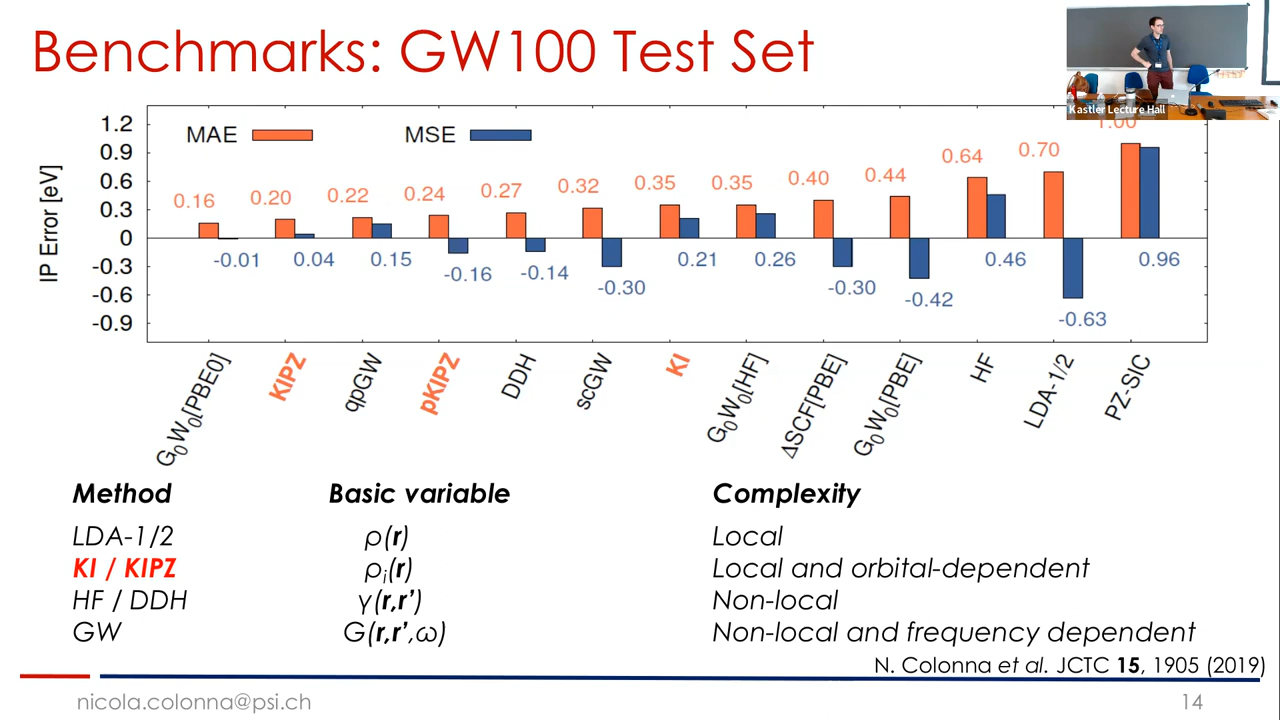 Benchmarks: GW100 Test Set
Kastler Lecture Hall
MAE
MSE
IP Error [eV]
1.2
0.9
0.6
0.3
0
-0.3
-0.6
-0.9
0.16 0.20 0.22 0.24 0.27 0.32 0.35 0.35 0.40 0.44 0.64 0.70 1.00
-0.01 0.04 0.15 -0.16 -0.14 -0.30 0.21 0.26 -0.30 -0.42 0.46 -0.63 0.96
G₀W₀[PBE0]
KIPZ
qpGW
pKIPZ
DDH
scGW
KI
G₀W₀[HF]
ΔSCF[PBE]
G₀W₀[PBE]
HF
LDA-1/2
PZ-SIC
Method Basic variable Complexity
LDA-1/2 ρ(r) Local
KI / KIPZ ρᵢ(r) Local and orbital-dependent
HF / DDH γ(r,r’) Non-local
GW G(r,r’,ω) Non-local and frequency dependent
N. Colonna et al. JCTC 15, 1905 (2019)
nicola.colonna@psi.ch
14